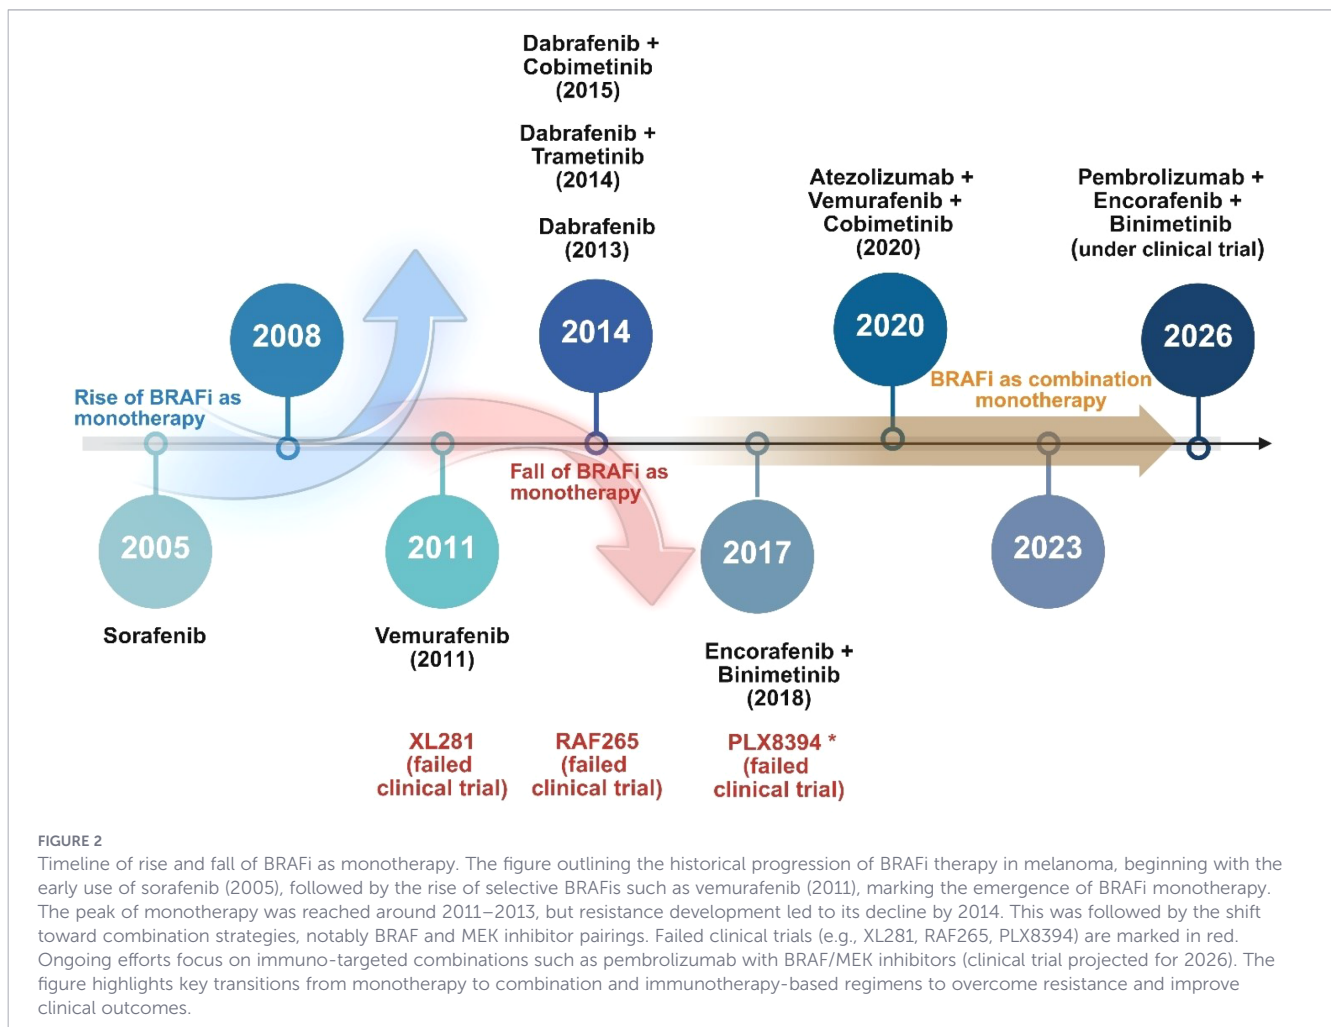 Dabrafenib +
Cobimetinib
(2015)
Dabrafenib +
Trametinib
(2014)
Dabrafenib
(2013)
Atezolizumab +
Vemurafenib +
Cobimetinib
(2020)
Pembrolizumab +
Encorafenib +
Binimetinib
(under clinical trial)
2008
2014
2020
2026
Rise of BRAFi as
monotherapy
BRAFi as combination
monotherapy
Fall of BRAFi as
monotherapy
2005
2011
2017
2023
Sorafenib
Vemurafenib
(2011)
Encorafenib +
Binimetinib
(2018)
XL281
(failed
clinical trial)
RAF265
(failed
clinical trial)
PLX8394 *
(failed
clinical trial)
FIGURE 2
Timeline of rise and fall of BRAFi as monotherapy. The figure outlining the historical progression of BRAFi therapy in melanoma, beginning with the
early use of sorafenib (2005), followed by the rise of selective BRAFis such as vemurafenib (2011), marking the emergence of BRAFi monotherapy.
The peak of monotherapy was reached around 2011–2013, but resistance development led to its decline by 2014. This was followed by the shift
toward combination strategies, notably BRAF and MEK inhibitor pairings. Failed clinical trials (e.g., XL281, RAF265, PLX8394) are marked in red.
Ongoing efforts focus on immuno-targeted combinations such as pembrolizumab with BRAF/MEK inhibitors (clinical trial projected for 2026). The
figure highlights key transitions from monotherapy to combination and immunotherapy-based regimens to overcome resistance and improve
clinical outcomes.